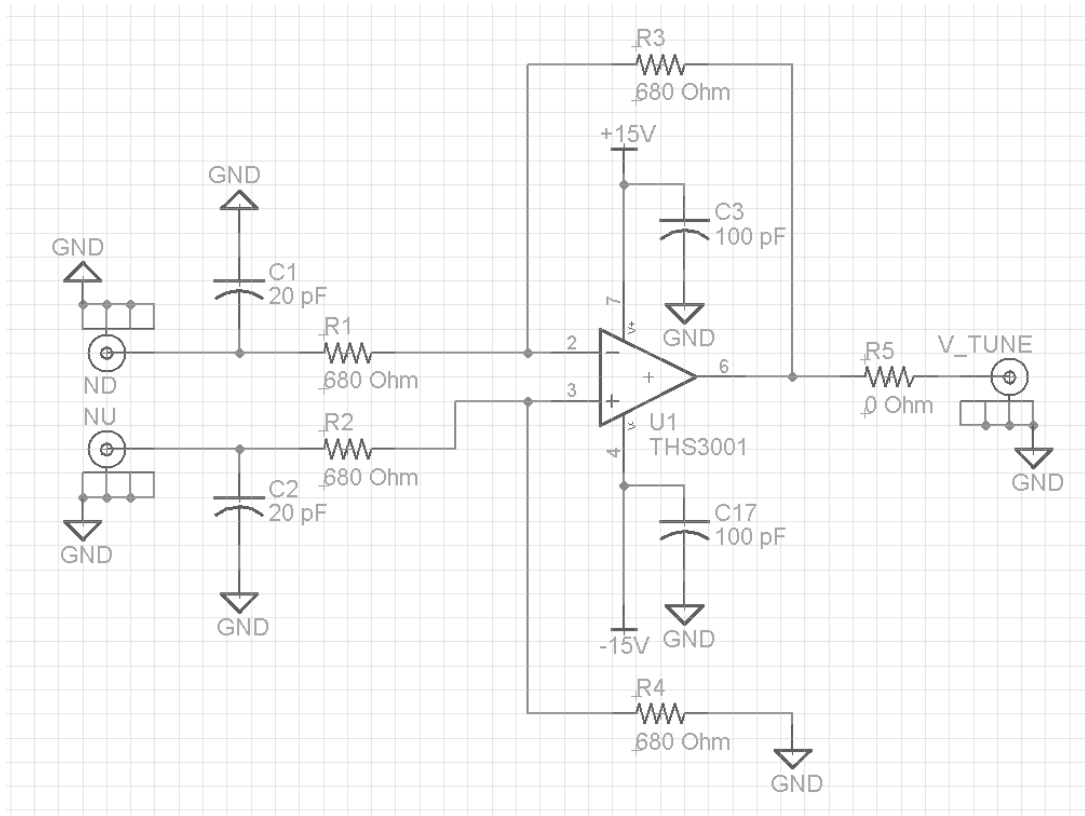 R3
680 Ohm
+15V
GND
C3
100 pF
GND
C1
20 pF
7
V+
GND
R1
680 Ohm
2
ND
NU
3
6
R5
0 Ohm
V_TUNE
U1
THS3001
V-
4
R2
680 Ohm
C2
20 pF
GND
GND
C17
100 pF
GND
GND
-15V
R4
680 Ohm
GND